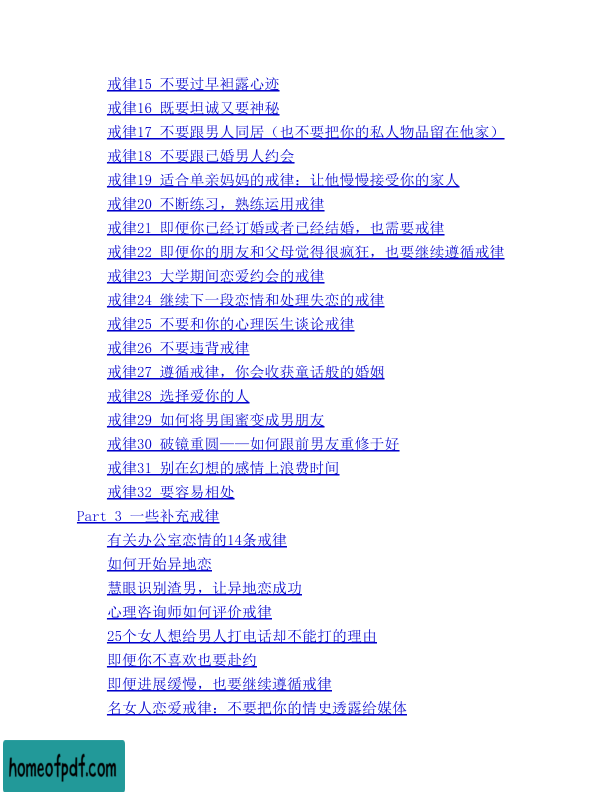 戒律15 不要过早袒露心迹
戒律16 既要坦诚又要神秘
戒律17 不要跟男人同居（也不要把你的私人物品留在他家）
戒律18 不要跟已婚男人约会
戒律19 适合单亲妈妈的戒律：让他慢慢接受你的家人
戒律20 不断练习，熟练运用戒律
戒律21 即便你已经订婚或者已经结婚，也需要戒律
戒律22 即便你的朋友和父母觉得很疯狂，也要继续遵循戒律
戒律23 大学期间恋爱约会的戒律
戒律24 继续下一段恋情和处理失恋的戒律
戒律25 不要和你的心理医生谈论戒律
戒律26 不要违背戒律
戒律27 遵循戒律，你会收获童话般的婚姻
戒律28 选择爱你的人
戒律29 如何将男闺蜜变成男朋友
戒律30 破镜重圆——如何跟前男友重修于好
戒律31 别在幻想的感情上浪费时间
戒律32 要容易相处
Part 3 一些补充戒律
有关办公室恋情的14条戒律
如何开始异地恋
慧眼识别渣男，让异地恋成功
心理咨询师如何评价戒律
25个女人想给男人打电话却不能打的理由
即便你不喜欢也要赴约
即便进展缓慢，也要继续遵循戒律
名女人恋爱戒律：不要把你的情史透露给媒体
homeofpdf.com